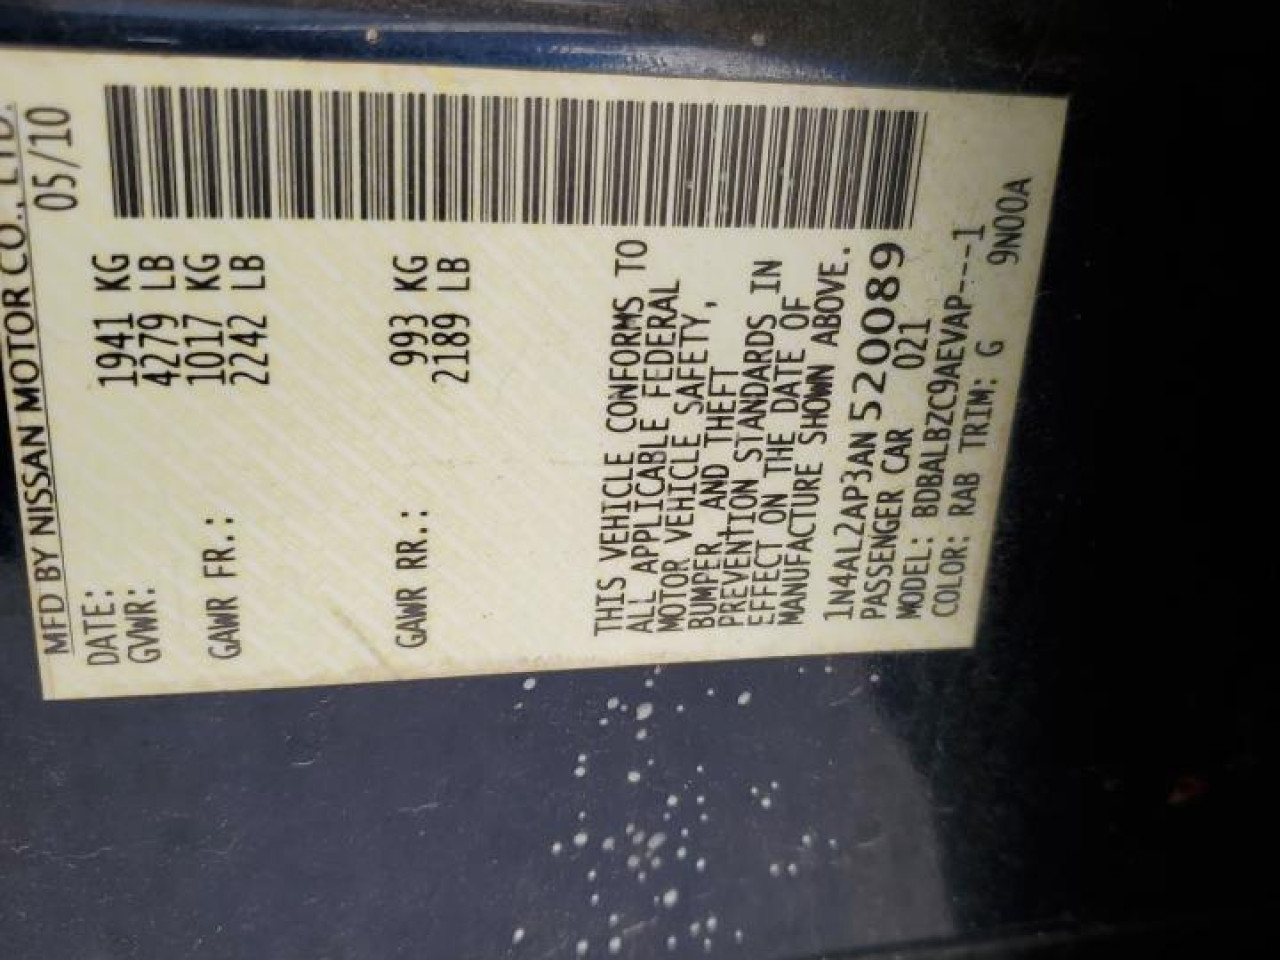 MFD BY NISSAN MOTOR CO., LTD.
DATE: 05/10
GVWR: 1941 KG
4279 LB
GAWR FR.: 1017 KG
2242 LB
GAWR RR.: 993 KG
2189 LB
THIS VEHICLE CONFORMS TO
ALL APPLICABLE FEDERAL
MOTOR VEHICLE SAFETY,
BUMPER, AND THEFT
PREVENTION STANDARDS IN
EFFECT ON THE DATE OF
MANUFACTURE SHOWN ABOVE.
1N4AL2AP3AN520089
PASSENGER CAR 021
MODEL: BDBALBZC9AEVAP---1
COLOR: RAB TRIM: G 9N00A